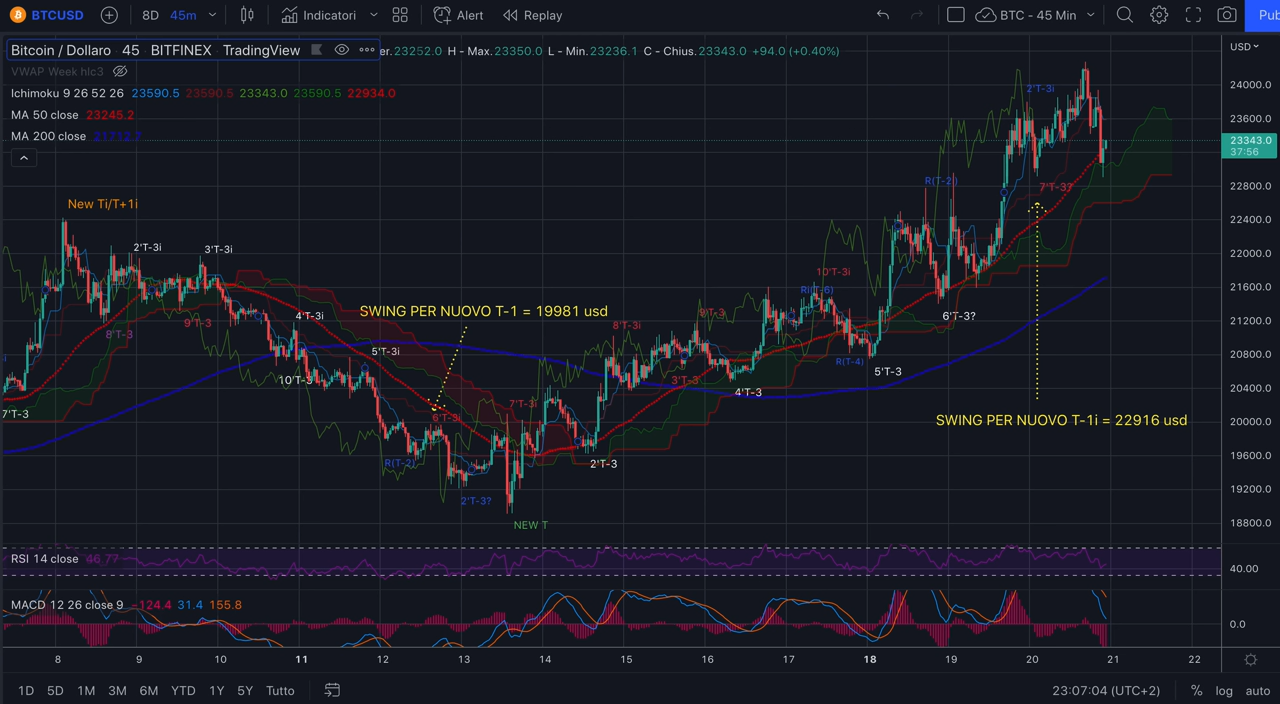 BTCUSD 8D 45m Indicatori Alert Replay BTC - 45 Min Pub
Bitcoin / Dollaro 45 BITFINEX TradingView er.23252.0 H - Max.23350.0 L - Min.23236.1 C - Chius.23343.0 +94.0 (+0.40%)
USD
VWAP Week hlc3
Ichimoku 9 26 52 26 23590.5 23590.5 23343.0 23590.5 22934.0
MA 50 close 23245.2
MA 200 close
24000.0
23600.0
23343.0
37:56
22800.0
22400.0
22000.0
21600.0
21200.0
20800.0
20400.0
20000.0
19600.0
19200.0
18800.0
2'T-3i
R(T-2)
7'T-3?
New Ti/T+1i
2'T-3i
3'T-3i
10'T-3i
Ri(T-6)
SWING PER NUOVO T-1 = 19981 usd
9'T-3
4'T-3i
9'T-3
6'T-3?
8'T-3
8'T-3i
5'T-3i
R(T-4)
5'T-3
10'T-3
3'T-3
4'T-3
7'T-3
7'T-3i
6'T-3i
SWING PER NUOVO T-1i = 22916 usd
R(T-2)
2'T-3
2'T-3?
NEW T
RSI 14 close 46.77
40.00
MACD 12 26 close 9 -124.4 31.4 155.8
0.0
8 9 10 11 12 13 14 15 16 17 18 19 20 21 22
1D 5D 1M 3M 6M YTD 1Y 5Y Tutto 23:07:04 (UTC+2) % log auto